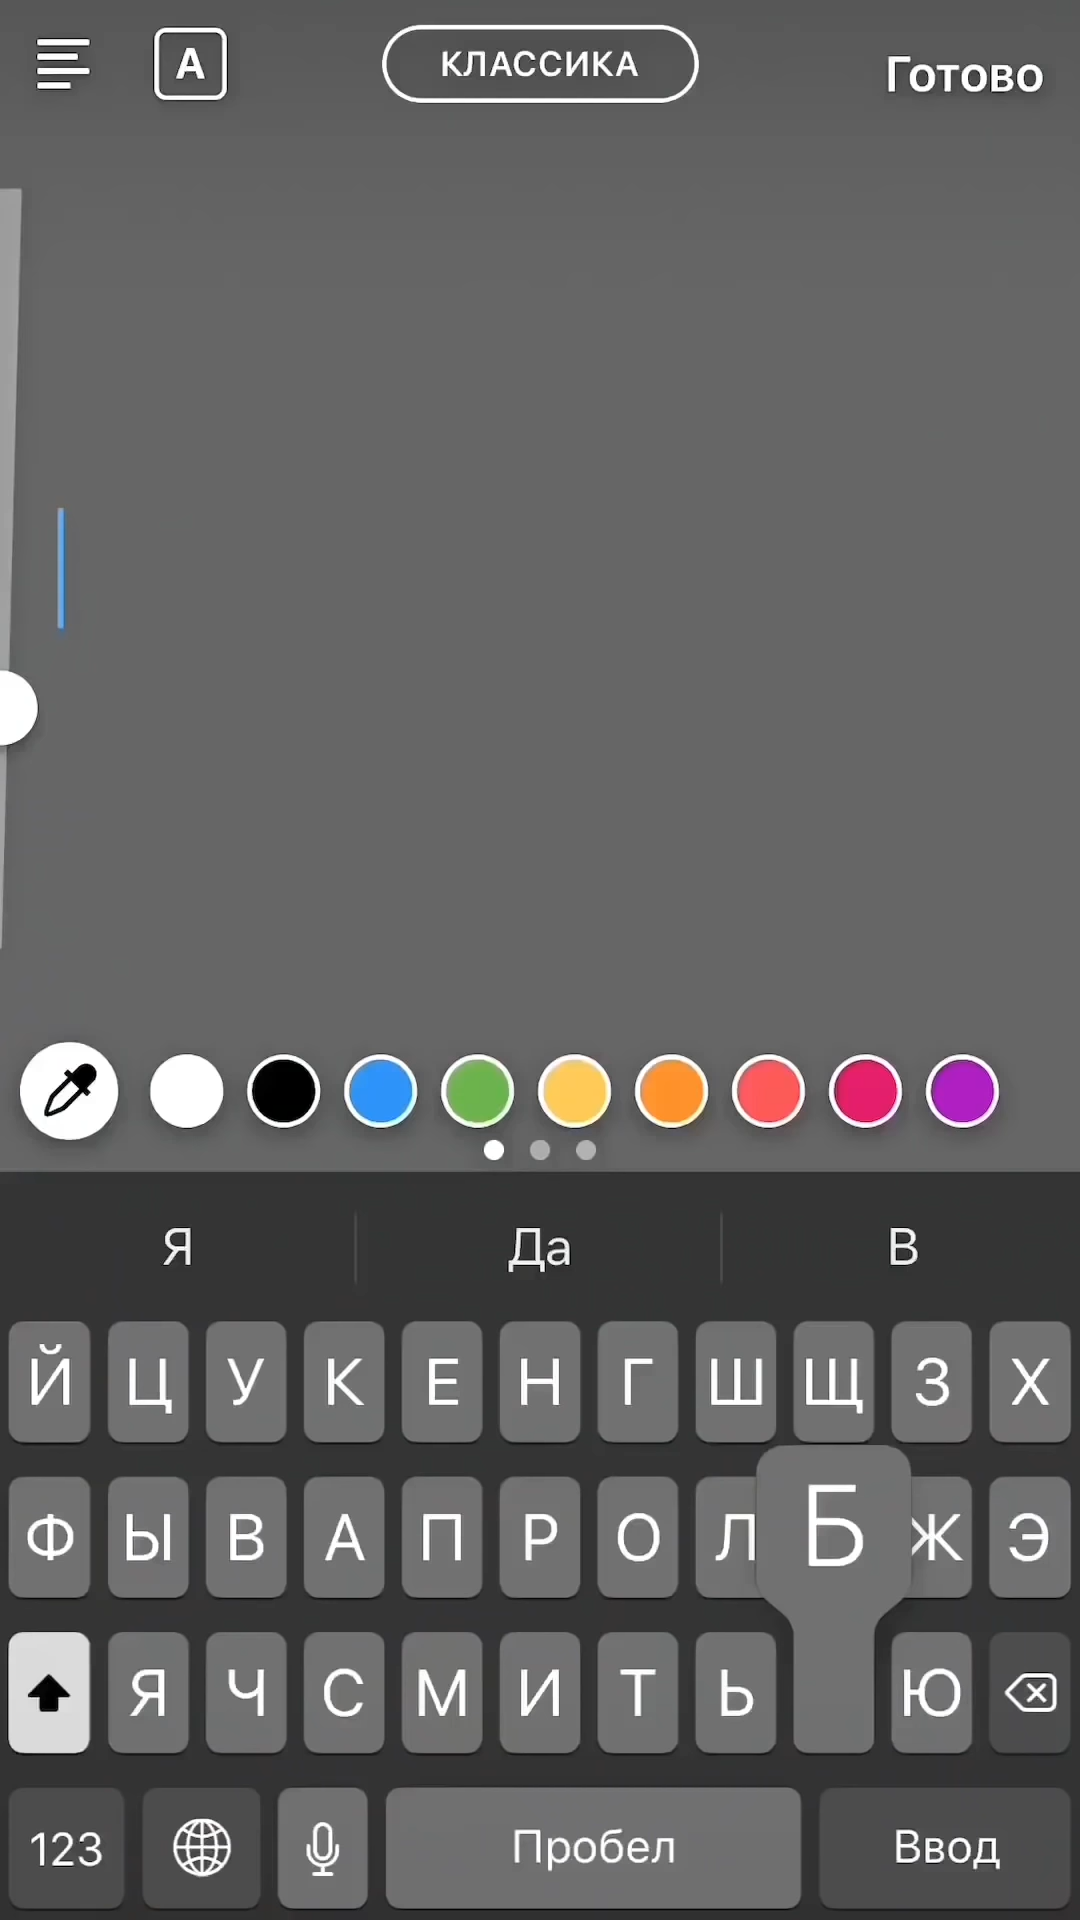 A КЛАССИКА Готово
Я Да В
Й Ц У К Е Н Г Ш Щ З Х
Ф Ы В А П Р О Л Б Ж Э
Я Ч С М И Т Ь Ю
123 Пробел Ввод